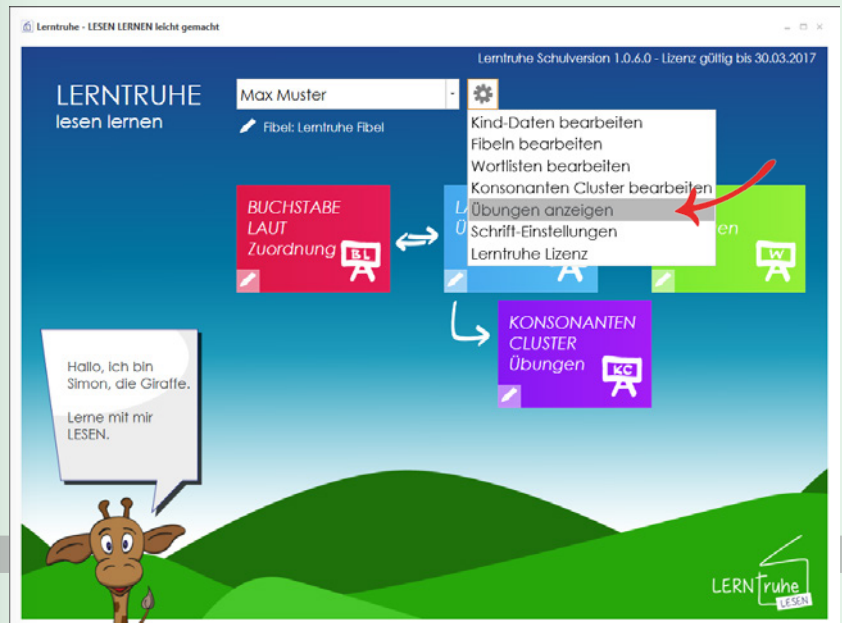 Lerntruhe - LESEN LERNEN leicht gemacht
Lerntruhe Schulversion 1.0.6.0 - Lizenz gültig bis 30.03.2017
LERNTRUHE
lesen lernen
Max Muster
Fibel: Lerntruhe Fibel
Kind-Daten bearbeiten
Fibeln bearbeiten
Wortlisten bearbeiten
Konsonanten Cluster bearbeiten
Übungen anzeigen
Schrift-Einstellungen
Lerntruhe Lizenz
BUCHSTABE
LAUT
Zuordnung
BL
W
KONSONANTEN
CLUSTER
Übungen
KC
Hallo, ich bin
Simon, die Giraffe.
Lerne mit mir
LESEN.
LERNTruhe
LESEN